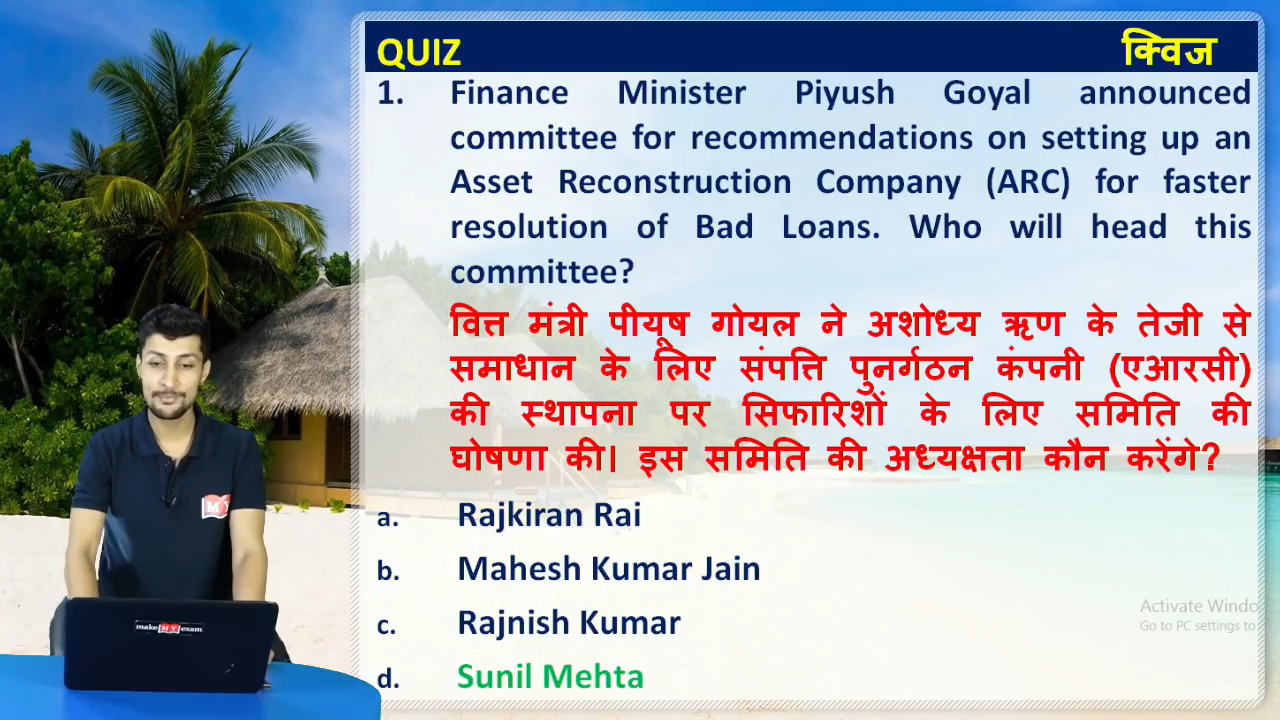 QUIZ क्विज
1. Finance Minister Piyush Goyal announced
committee for recommendations on setting up an
Asset Reconstruction Company (ARC) for faster
resolution of Bad Loans. Who will head this
committee?
वित्त मंत्री पीयूष गोयल ने अशोध्य ऋण के तेजी से
समाधान के लिए संपत्ति पुनर्गठन कंपनी (एआरसी)
की स्थापना पर सिफारिशों के लिए समिति की
घोषणा की। इस समिति की अध्यक्षता कौन करेंगे?
a. Rajkiran Rai
b. Mahesh Kumar Jain
c. Rajnish Kumar
d. Sunil Mehta
Activate Windo
Go to PC settings to
MY
make MY exam